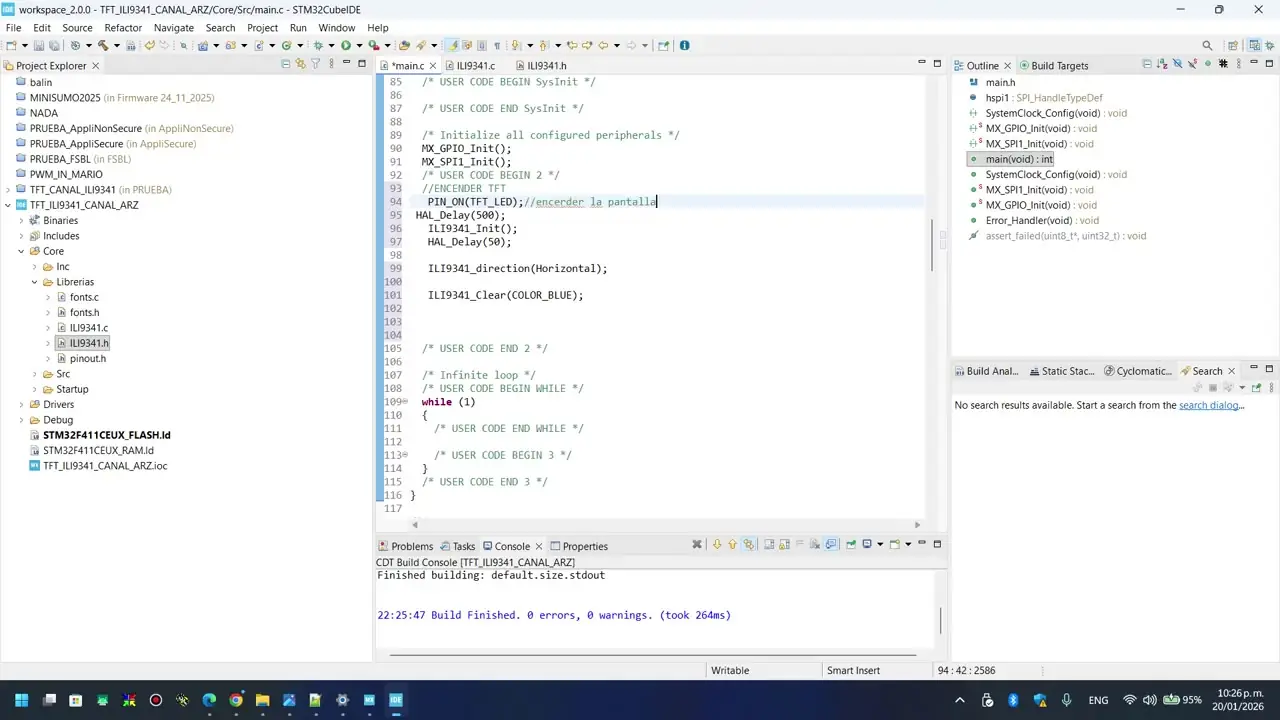 workspace_2.0.0 - TFT_ILI9341_CANAL_ARZ/Core/Src/main.c - STM32CubeIDE
File Edit Source Refactor Navigate Search Project Run Window Help
Project Explorer
balin
MINISUMO2025 (in Firmware 24_11_2025)
NADA
PRUEBA_AppliNonSecure (in AppliNonSecure)
PRUEBA_AppliSecure (in AppliSecure)
PRUEBA_FSBL (in FSBL)
PWM_IN_MARIO
TFT_CANAL_ILI9341 (in PRUEBA)
TFT_ILI9341_CANAL_ARZ
Binaries
Includes
Core
Inc
Librerias
fonts.c
fonts.h
ILI9341.c
ILI9341.h
pinout.h
Src
Startup
Drivers
Debug
STM32F411CEUX_FLASH.ld
STM32F411CEUX_RAM.ld
TFT_ILI9341_CANAL_ARZ.ioc
*main.c ILI9341.c ILI9341.h
85 /* USER CODE BEGIN SysInit */
86
87 /* USER CODE END SysInit */
88
89 /* Initialize all configured peripherals */
90 MX_GPIO_Init();
91 MX_SPI1_Init();
92 /* USER CODE BEGIN 2 */
93 //ENCENDER TFT
94 PIN_ON(TFT_LED);//encerder la pantalla
95 HAL_Delay(500);
96 ILI9341_Init();
97 HAL_Delay(50);
98
99 ILI9341_direction(Horizontal);
100
101 ILI9341_Clear(COLOR_BLUE);
102
103
104
105 /* USER CODE END 2 */
106
107 /* Infinite loop */
108 /* USER CODE BEGIN WHILE */
109 while (1)
110 {
111 /* USER CODE END WHILE */
112
113 /* USER CODE BEGIN 3 */
114 }
115 /* USER CODE END 3 */
116 }
117
Problems Tasks Console Properties
CDT Build Console [TFT_ILI9341_CANAL_ARZ]
Finished building: default.size.stdout
22:25:47 Build Finished. 0 errors, 0 warnings. (took 264ms)
Outline Build Targets
main.h
hspi1 : SPI_HandleTypeDef
SystemClock_Config(void) : void
MX_GPIO_Init(void) : void
MX_SPI1_Init(void) : void
main(void) : int
SystemClock_Config(void) : void
MX_SPI1_Init(void) : void
MX_GPIO_Init(void) : void
Error_Handler(void) : void
assert_failed(uint8_t*, uint32_t) : void
Build Anal... Static Stac... Cyclomatic... Search
No search results available. Start a search from the search dialog...
Writable Smart Insert 94 : 42 : 2586
IDE
ENG 95% 10:26 p.m.
20/01/2026